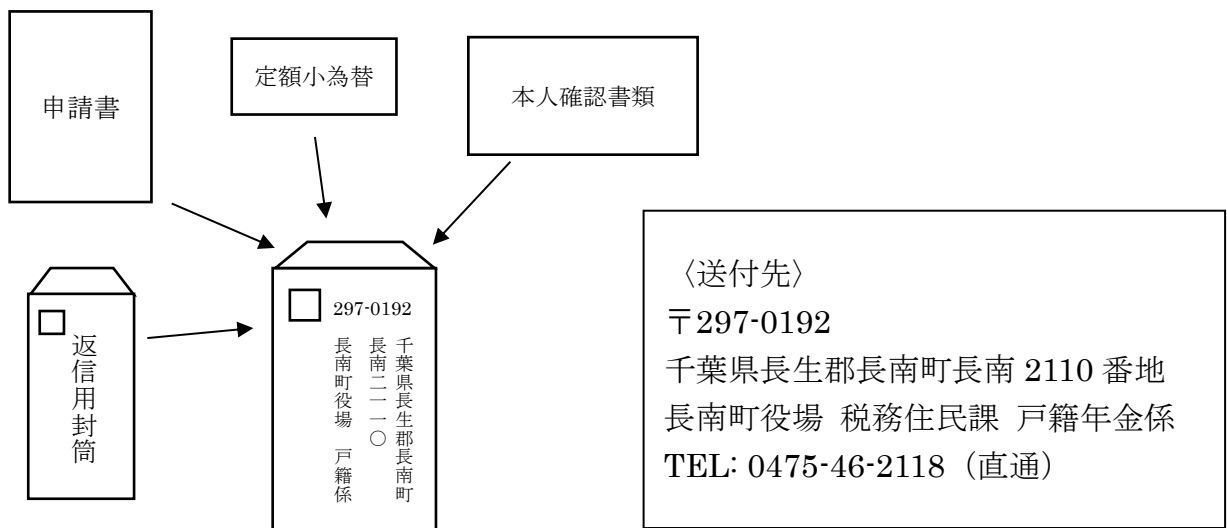 申請書
定額小為替
本人確認書類
返信用封筒
297-0192
千葉県長生郡長南町
長南二一一〇
長南町役場　戸籍係
〈送付先〉
〒297-0192
千葉県長生郡長南町長南 2110 番地
長南町役場 税務住民課 戸籍年金係
TEL: 0475-46-2118（直通）